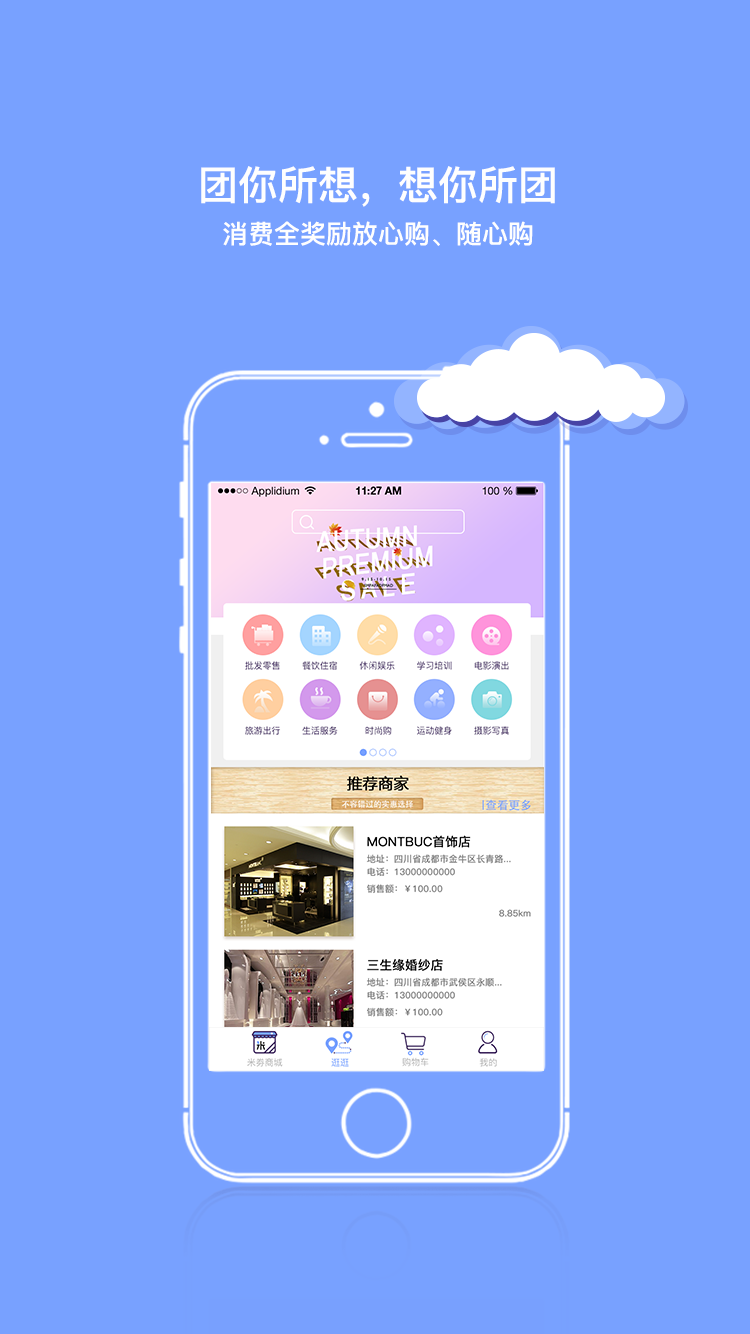 团你所想，想你所团
消费全奖励放心购、随心购
Applidium 11:27 AM 100 %
AUTUMN
PREMIUM
SALE
批发零售 餐饮住宿 休闲娱乐 学习培训 电影演出
旅游出行 生活服务 时尚购 运动健身 摄影写真
推荐商家
不容错过的实惠选择
查看更多
MONTBUC首饰店
地址：四川省成都市金牛区长青路...
电话：13000000000
销售额：￥100.00
8.85km
三生缘婚纱店
地址：四川省成都市武侯区永顺...
电话：13000000000
销售额：￥100.00
米
米券商城 逛逛 购物车 我的